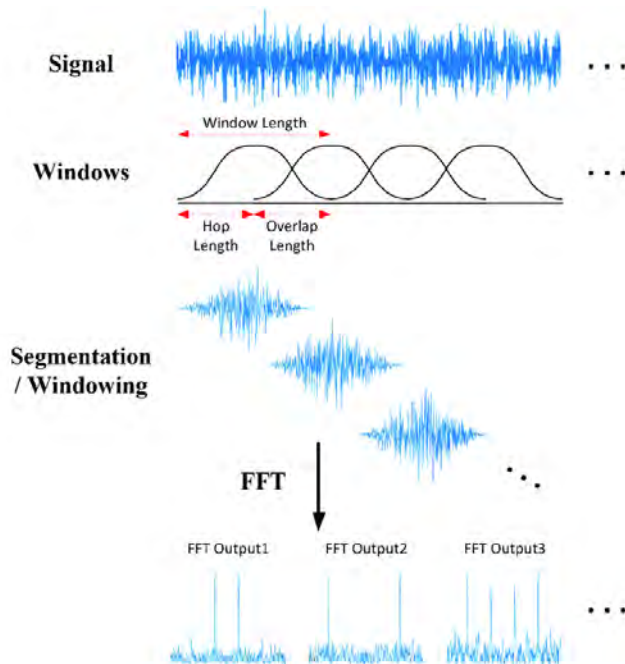 Signal
Window Length
Windows
Hop Length
Overlap Length
Segmentation
/ Windowing
FFT
FFT Output1
FFT Output2
FFT Output3